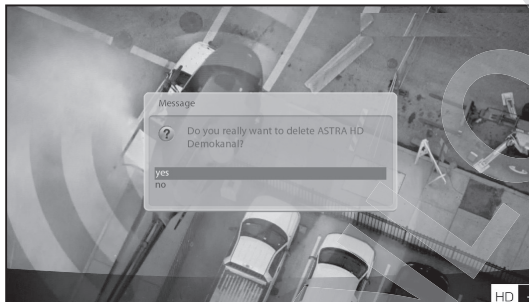 Message
Do you really want to delete ASTRA HD
Demokanal?
yes
no
HD